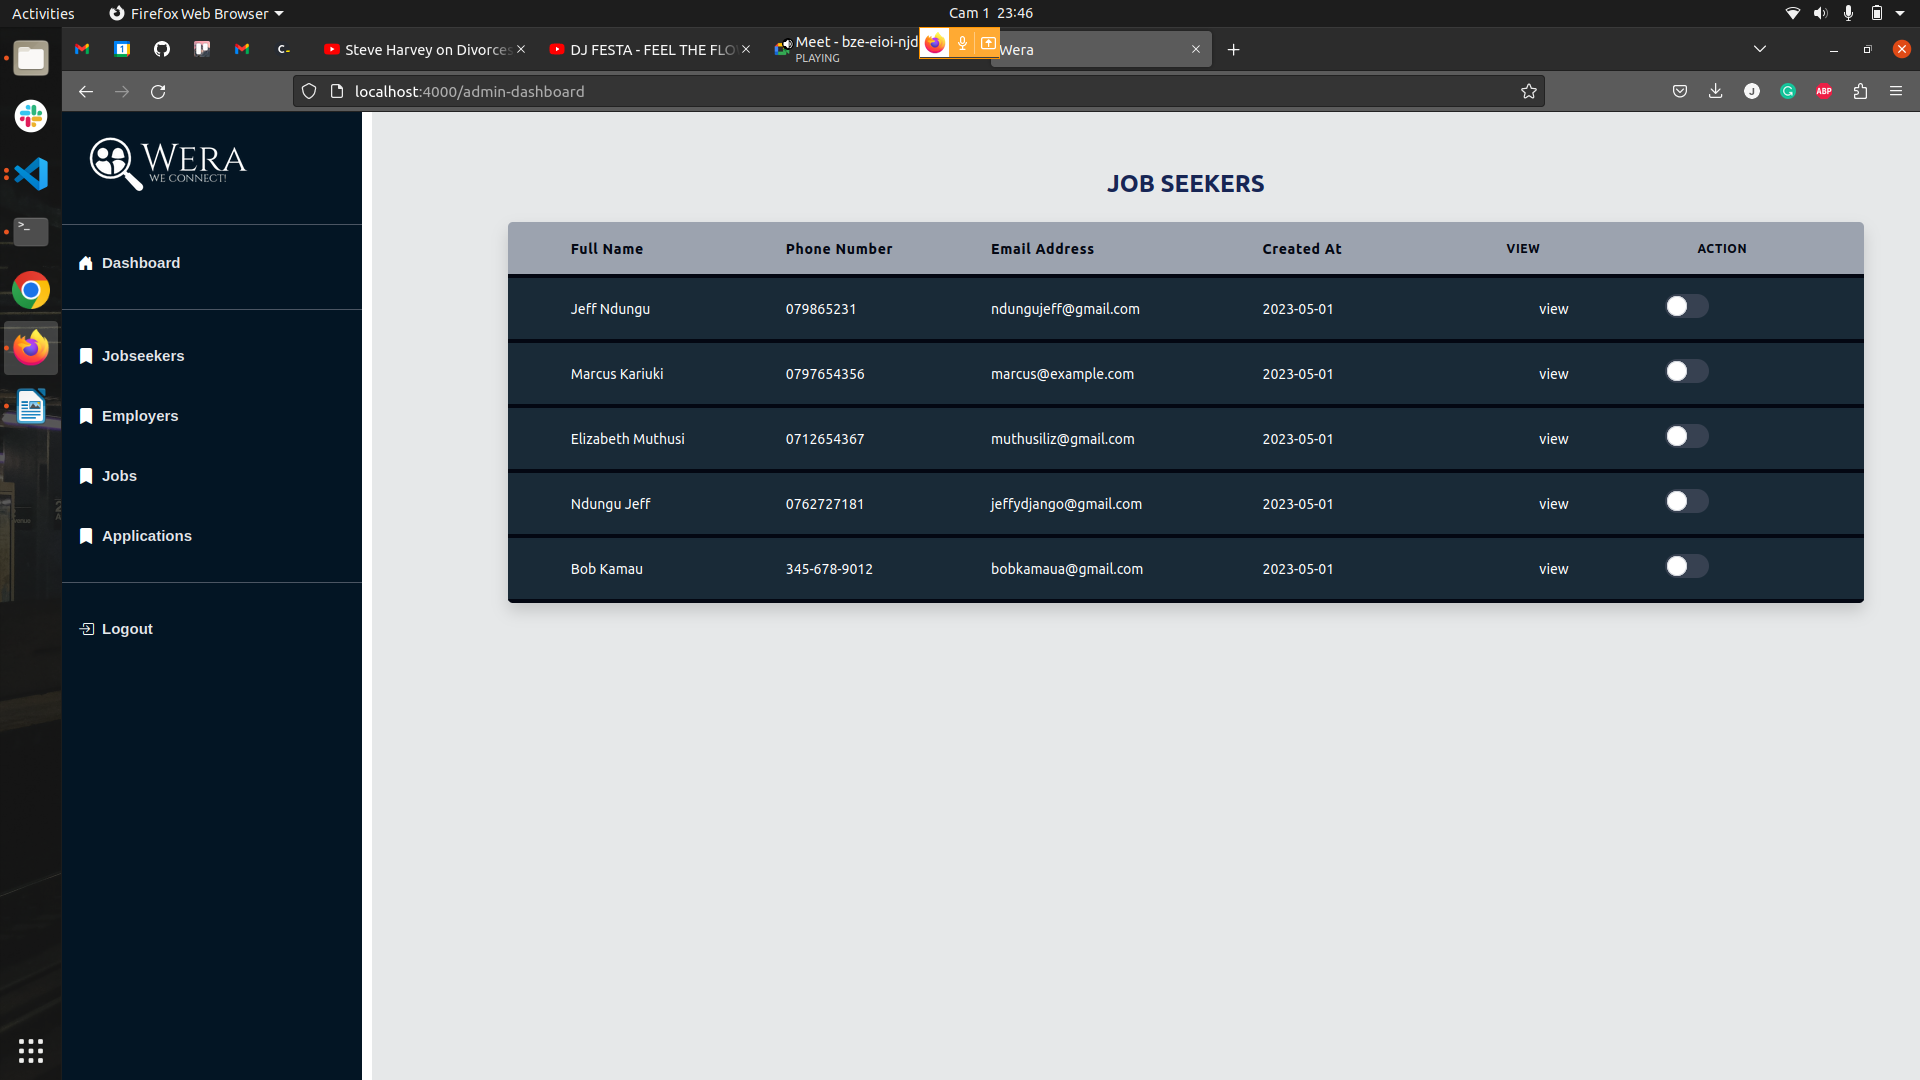 Activities
Firefox Web Browser
Cam 1 23:46
Steve Harvey on Divorces
DJ FESTA - FEEL THE FLO
Meet - bze-eioi-njd
PLAYING
Wera
localhost:4000/admin-dashboard
ABP
WERA
WE CONNECT!
Dashboard
Jobseekers
Employers
Jobs
Applications
Logout
JOB SEEKERS
Full Name Phone Number Email Address Created At VIEW ACTION
Jeff Ndungu 079865231 ndungujeff@gmail.com 2023-05-01 view
Marcus Kariuki 0797654356 marcus@example.com 2023-05-01 view
Elizabeth Muthusi 0712654367 muthusiliz@gmail.com 2023-05-01 view
Ndungu Jeff 0762727181 jeffydjango@gmail.com 2023-05-01 view
Bob Kamau 345-678-9012 bobkamaua@gmail.com 2023-05-01 view